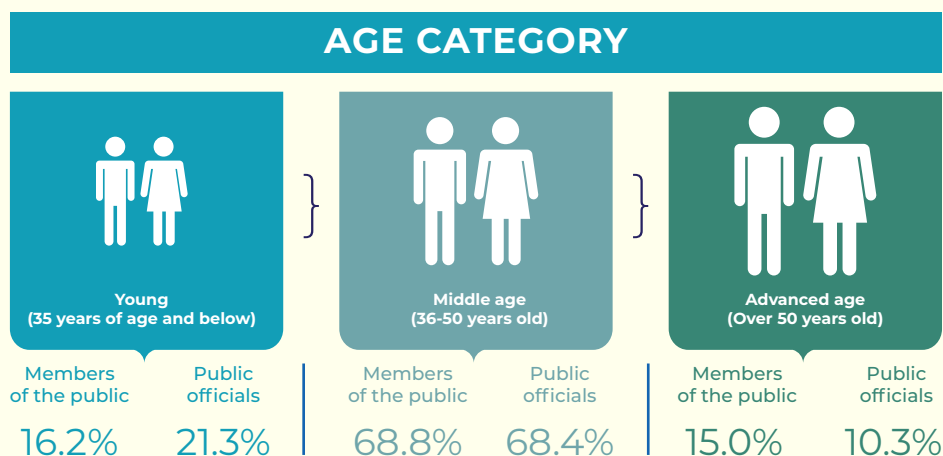 AGE CATEGORY
Young
(35 years of age and below)
Middle age
(36-50 years old)
Advanced age
(Over 50 years old)
Members
of the public
Public
officials
Members
of the public
Public
officials
Members
of the public
Public
officials
16.2%
21.3%
68.8%
68.4%
15.0%
10.3%